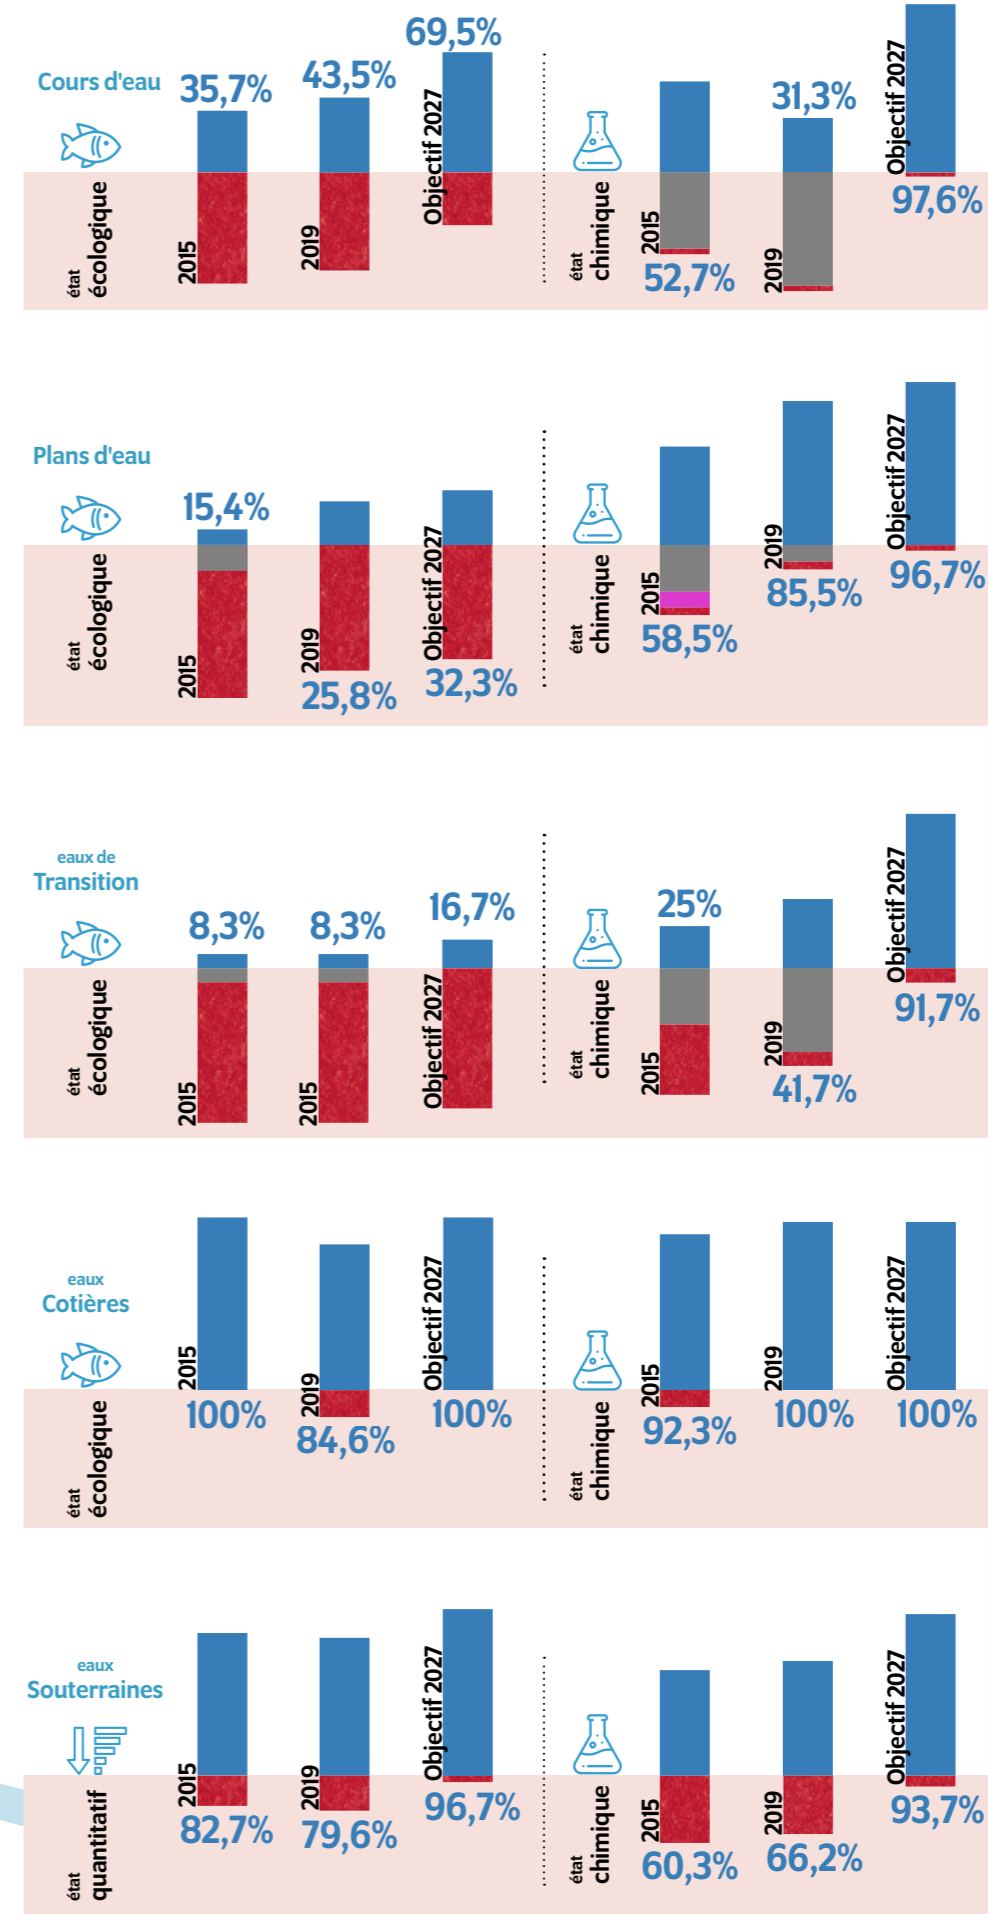 Cours d'eau
état
écologique
35,7%
2015
43,5%
2019
69,5%
Objectif 2027
état
chimique
2015
52,7%
31,3%
2019
Objectif 2027
97,6%
Plans d'eau
état
écologique
15,4%
2015
2019
25,8%
Objectif 2027
32,3%
état
chimique
2015
58,5%
2019
85,5%
Objectif 2027
96,7%
eaux de
Transition
état
écologique
8,3%
2015
8,3%
2015
16,7%
Objectif 2027
état
chimique
25%
2015
2019
41,7%
Objectif 2027
91,7%
eaux
Cotières
état
écologique
2015
100%
2019
84,6%
Objectif 2027
100%
état
chimique
2015
92,3%
2019
100%
Objectif 2027
100%
eaux
Souterraines
état
quantitatif
2015
82,7%
2019
79,6%
Objectif 2027
96,7%
état
chimique
2015
60,3%
2019
66,2%
Objectif 2027
93,7%